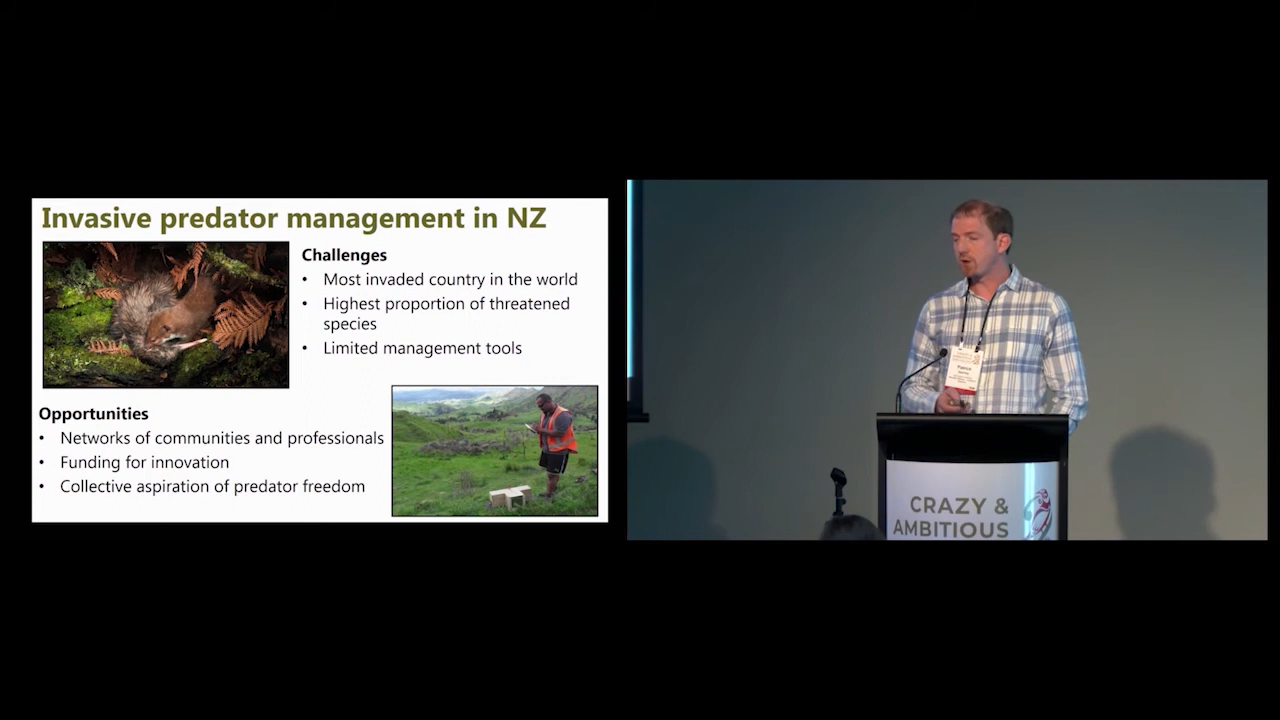 Invasive predator management in NZ
Challenges
• Most invaded country in the world
• Highest proportion of threatened
species
• Limited management tools
Opportunities
• Networks of communities and professionals
• Funding for innovation
• Collective aspiration of predator freedom
CRAZY &
AMBITIOUS